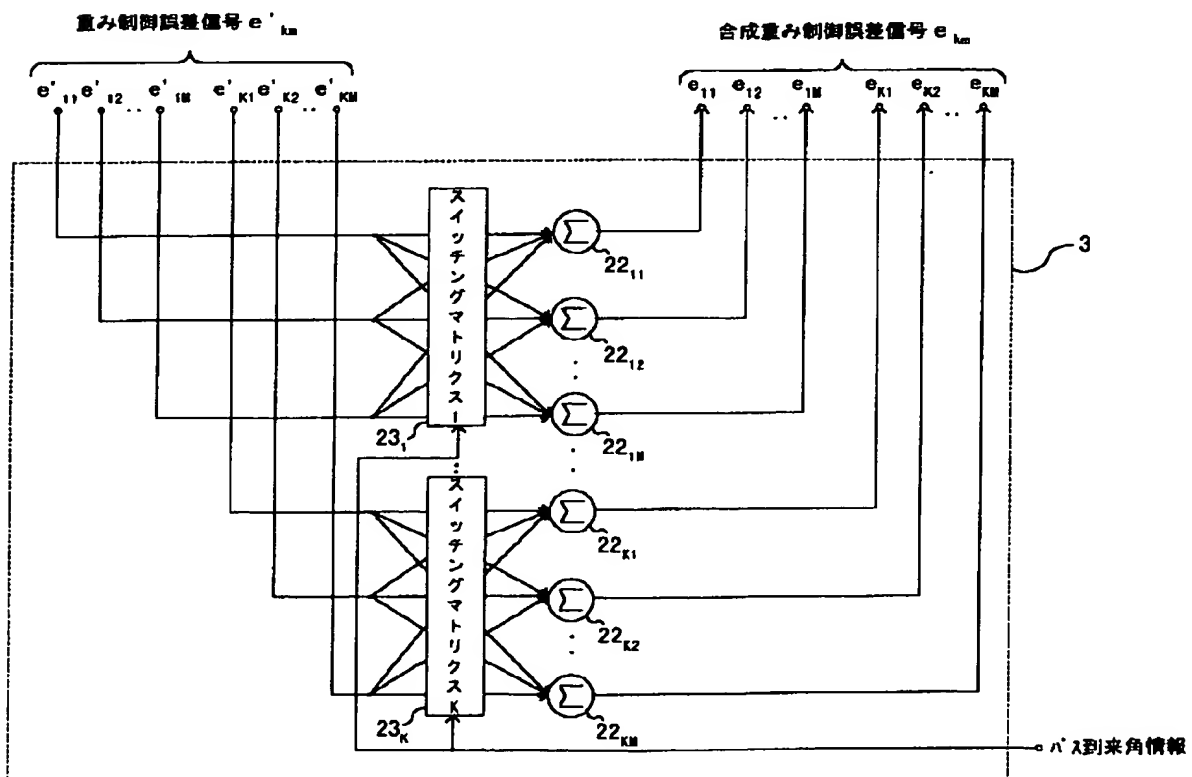 重み制御誤差信号 e'km
合成重み制御誤差信号 ekm
e'11 e'12 ‥ e'1M e'K1 e'K2 ‥ e'KM
e11 e12 ‥ e1M eK1 eK2 ‥ eKM
スイッチングマトリクス1
Σ
22₁₁
3
Σ
22₁₂
Σ
22₁M
23₁
スイッチングマトリクスK
Σ
22K1
Σ
22K2
Σ
22KM
23K
パス到来角情報